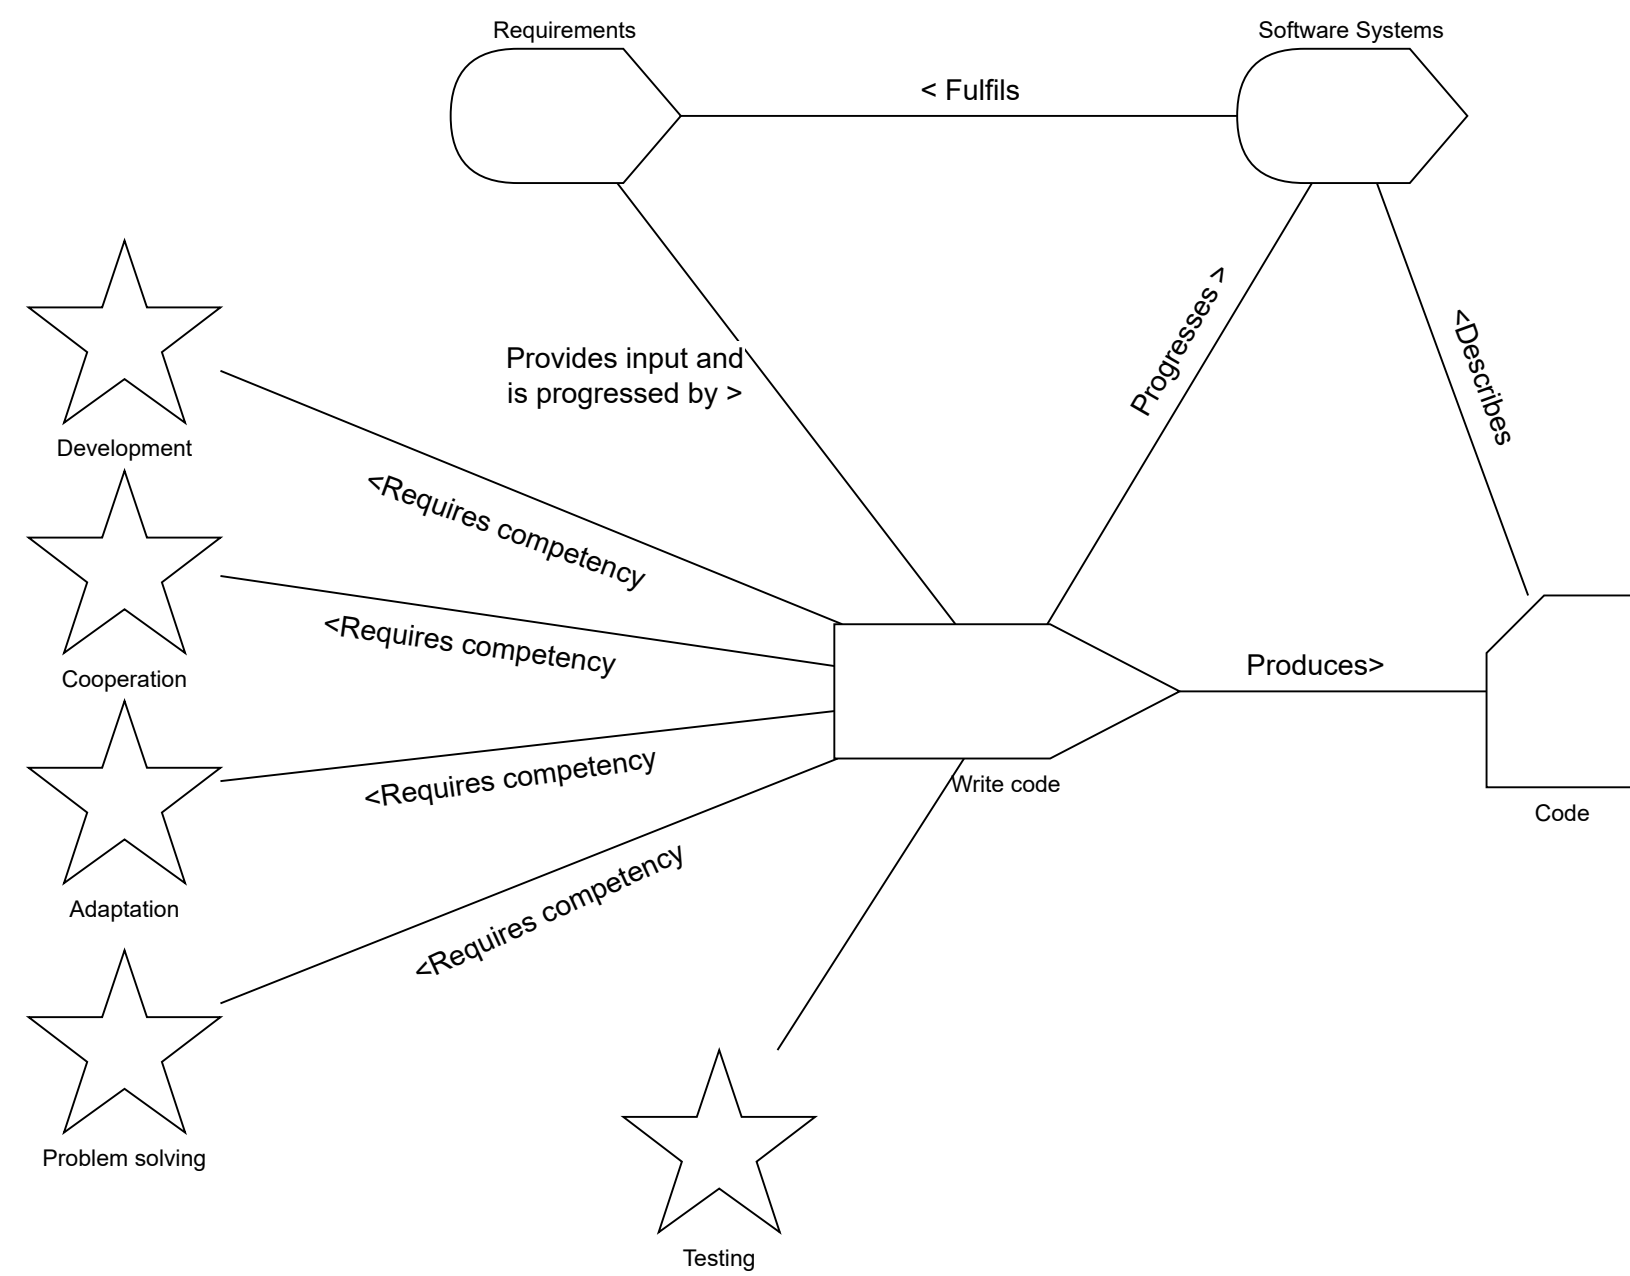 Requirements
Software Systems
< Fulfils
Provides input and
is progressed by >
Progresses >
<Describes
Development
<Requires competency
Cooperation
<Requires competency
Produces>
Adaptation
<Requires competency
Write code
Code
<Requires competency
Problem solving
Testing